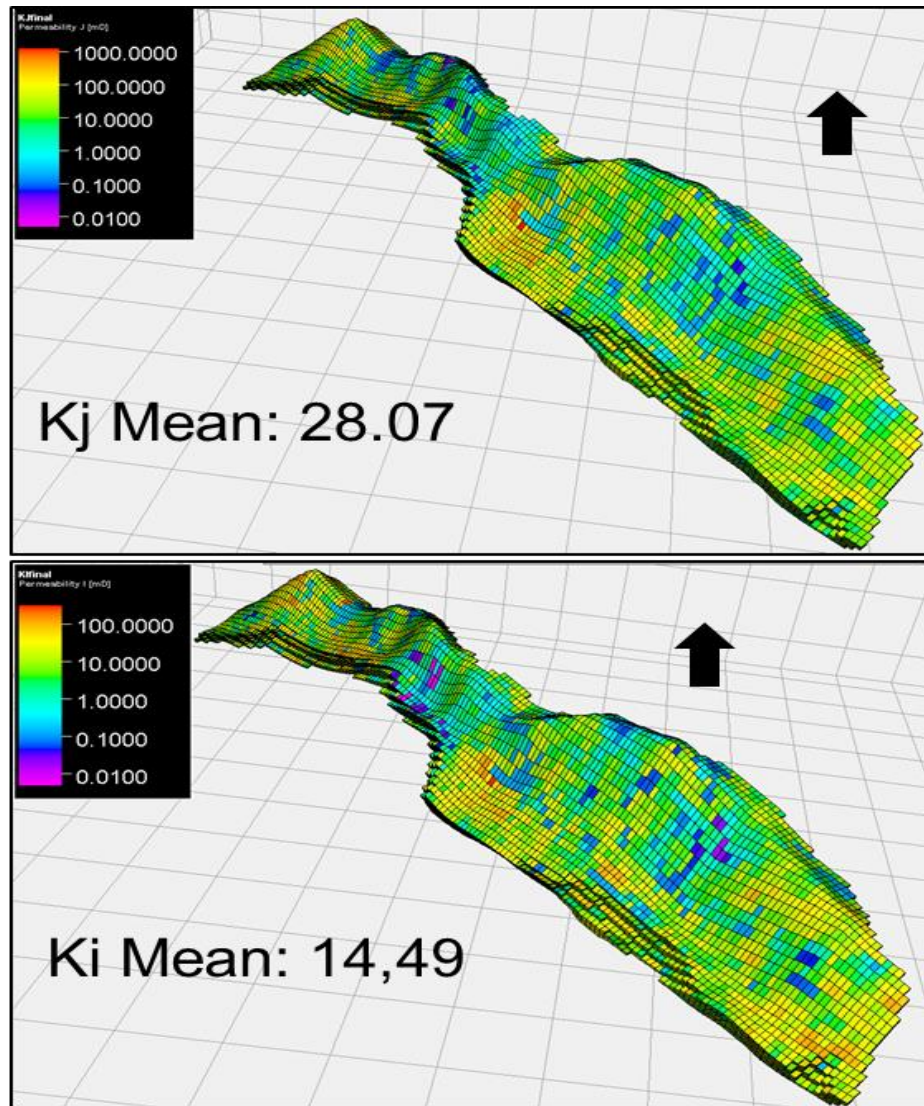 KJfinal
Permeability J [mD]
1000.0000
100.0000
10.0000
1.0000
0.1000
0.0100
Kj Mean: 28.07
KIfinal
Permeability I [mD]
100.0000
10.0000
1.0000
0.1000
0.0100
Ki Mean: 14,49